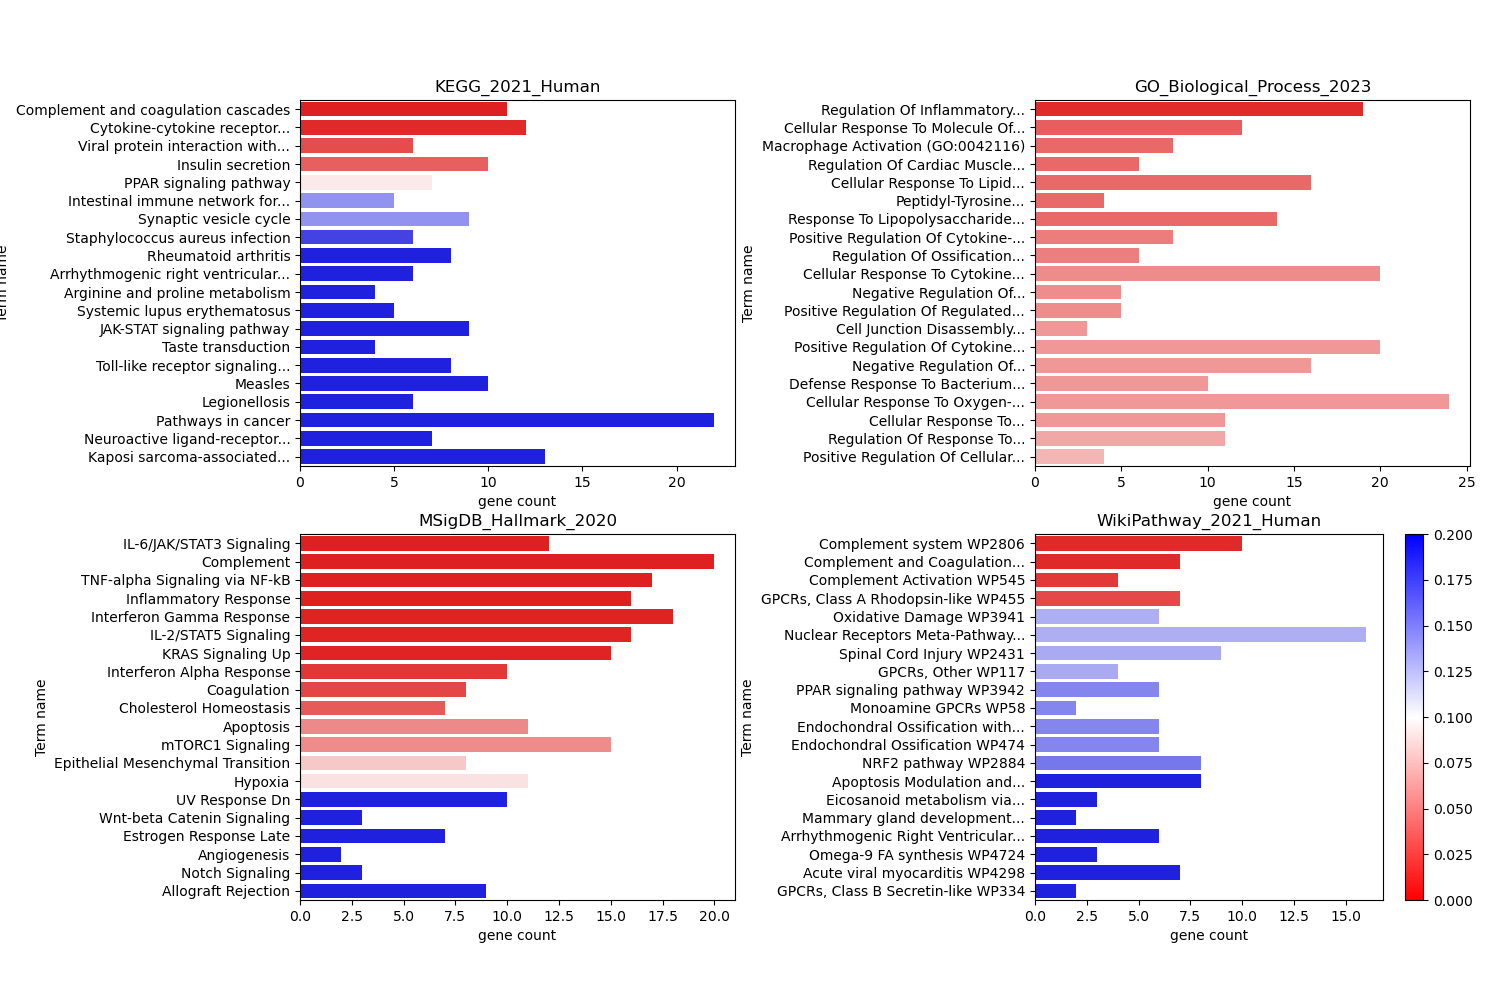 KEGG_2021_Human
Complement and coagulation cascades
Cytokine-cytokine receptor...
Viral protein interaction with...
Insulin secretion
PPAR signaling pathway
Intestinal immune network for...
Synaptic vesicle cycle
Staphylococcus aureus infection
Rheumatoid arthritis
Arrhythmogenic right ventricular...
Arginine and proline metabolism
Systemic lupus erythematosus
JAK-STAT signaling pathway
Taste transduction
Toll-like receptor signaling...
Measles
Legionellosis
Pathways in cancer
Neuroactive ligand-receptor...
Kaposi sarcoma-associated...
Term name
0 5 10 15 20
gene count
GO_Biological_Process_2023
Regulation Of Inflammatory...
Cellular Response To Molecule Of...
Macrophage Activation (GO:0042116)
Regulation Of Cardiac Muscle...
Cellular Response To Lipid...
Peptidyl-Tyrosine...
Response To Lipopolysaccharide...
Positive Regulation Of Cytokine-...
Regulation Of Ossification...
Cellular Response To Cytokine...
Negative Regulation Of...
Positive Regulation Of Regulated...
Cell Junction Disassembly...
Positive Regulation Of Cytokine...
Negative Regulation Of...
Defense Response To Bacterium...
Cellular Response To Oxygen-...
Cellular Response To...
Regulation Of Response To...
Positive Regulation Of Cellular...
Term name
0 5 10 15 20 25
gene count
MSigDB_Hallmark_2020
IL-6/JAK/STAT3 Signaling
Complement
TNF-alpha Signaling via NF-kB
Inflammatory Response
Interferon Gamma Response
IL-2/STAT5 Signaling
KRAS Signaling Up
Interferon Alpha Response
Coagulation
Cholesterol Homeostasis
Apoptosis
mTORC1 Signaling
Epithelial Mesenchymal Transition
Hypoxia
UV Response Dn
Wnt-beta Catenin Signaling
Estrogen Response Late
Angiogenesis
Notch Signaling
Allograft Rejection
Term name
0.0 2.5 5.0 7.5 10.0 12.5 15.0 17.5 20.0
gene count
WikiPathway_2021_Human
Complement system WP2806
Complement and Coagulation...
Complement Activation WP545
GPCRs, Class A Rhodopsin-like WP455
Oxidative Damage WP3941
Nuclear Receptors Meta-Pathway...
Spinal Cord Injury WP2431
GPCRs, Other WP117
PPAR signaling pathway WP3942
Monoamine GPCRs WP58
Endochondral Ossification with...
Endochondral Ossification WP474
NRF2 pathway WP2884
Apoptosis Modulation and...
Eicosanoid metabolism via...
Mammary gland development...
Arrhythmogenic Right Ventricular...
Omega-9 FA synthesis WP4724
Acute viral myocarditis WP4298
GPCRs, Class B Secretin-like WP334
Term name
0.0 2.5 5.0 7.5 10.0 12.5 15.0
gene count
0.200
0.175
0.150
0.125
0.100
0.075
0.050
0.025
0.000